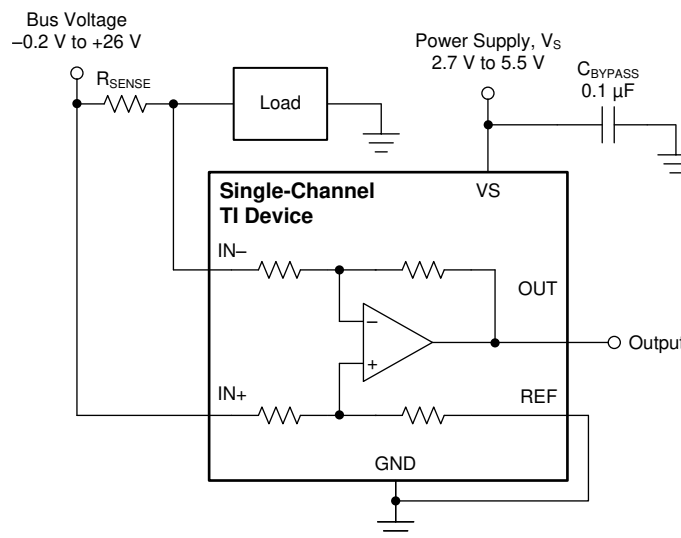 Bus Voltage
–0.2 V to +26 V
RSENSE
Load
Power Supply, VS
2.7 V to 5.5 V
CBYPASS
0.1 µF
Single-Channel
TI Device
VS
IN–
OUT
–
+
Output
IN+
REF
GND